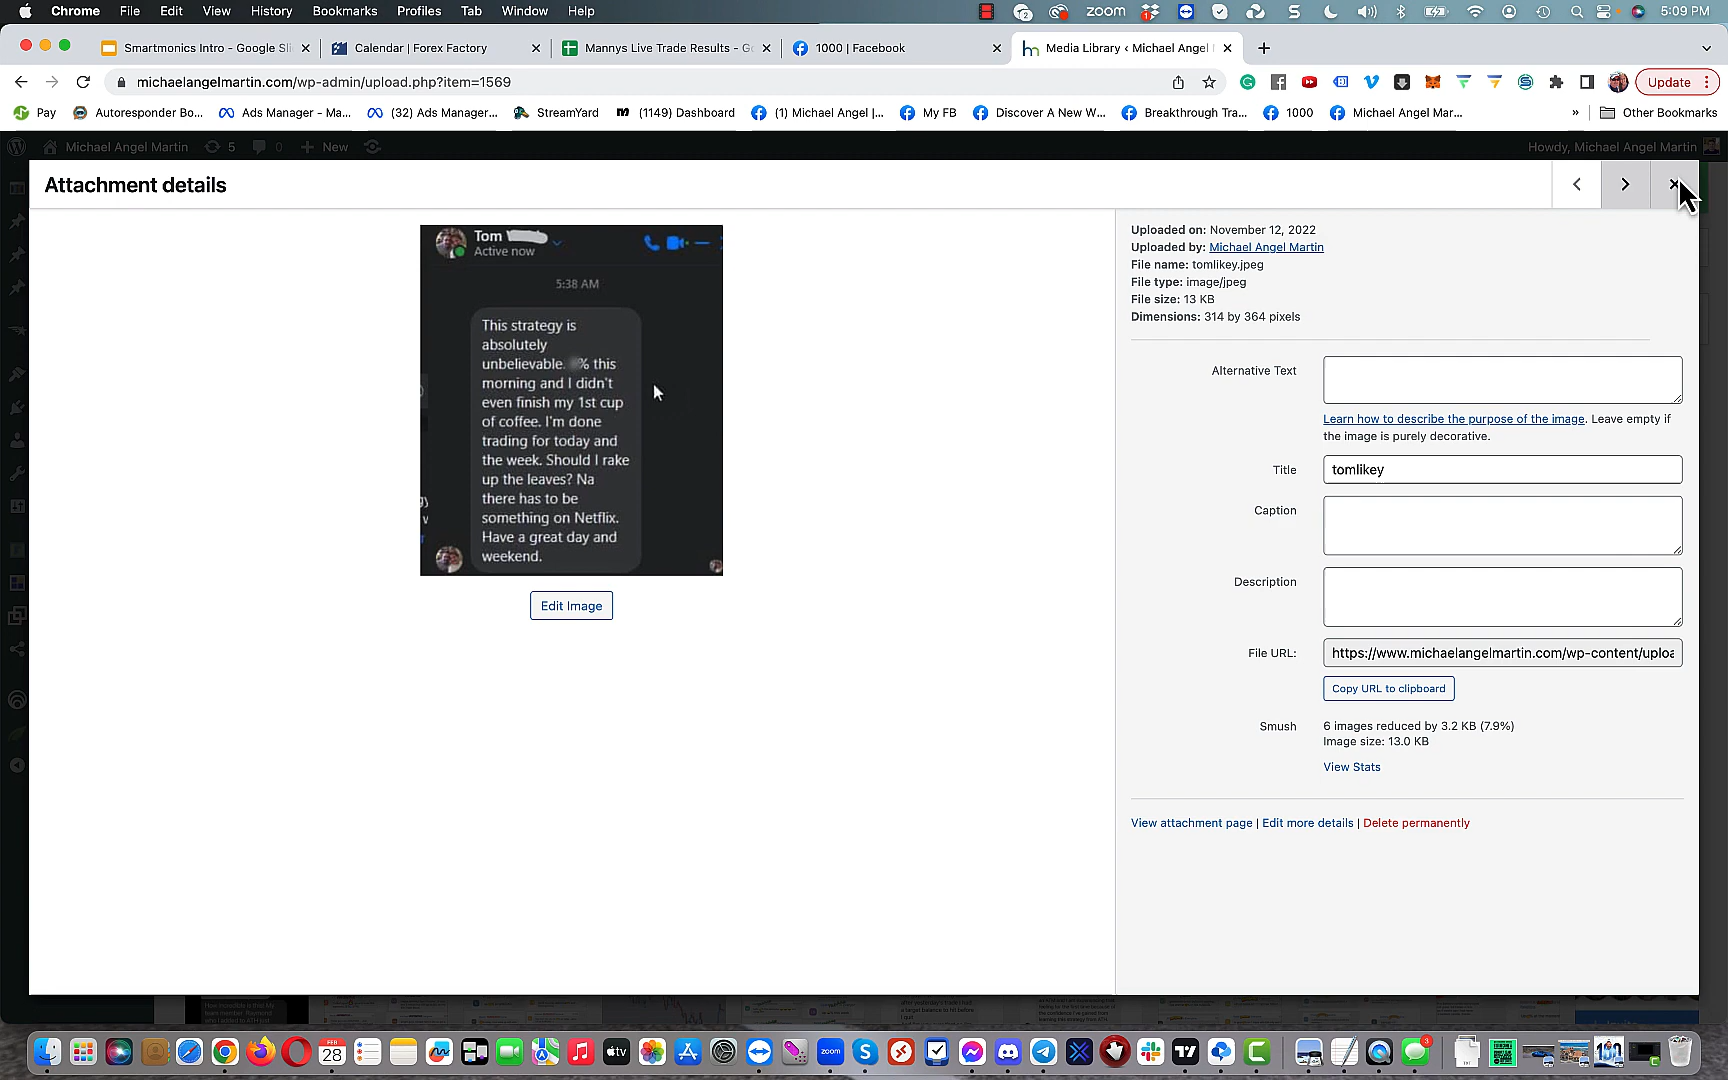 Chrome File Edit View History Bookmarks Profiles Tab Window Help zoom 5:09 PM
Smartmonics Intro - Google Sli Calendar | Forex Factory Mannys Live Trade Results - Go 1000 | Facebook Media Library ‹ Michael Angel
michaelangelmartin.com/wp-admin/upload.php?item=1569 Update
Pay Autoresponder Bo... Ads Manager - Ma... (32) Ads Manager... StreamYard (1149) Dashboard (1) Michael Angel |... My FB Discover A New W... Breakthrough Tra... 1000 Michael Angel Mar... » Other Bookmarks
Michael Angel Martin 5 0 New Howdy, Michael Angel Martin
Attachment details
Tom
Active now
5:38 AM
This strategy is
absolutely
unbelievable. % this
morning and I didn't
even finish my 1st cup
of coffee. I'm done
trading for today and
the week. Should I rake
up the leaves? Na
there has to be
something on Netflix.
Have a great day and
weekend.
Edit Image
Uploaded on: November 12, 2022
Uploaded by: Michael Angel Martin
File name: tomlikey.jpeg
File type: image/jpeg
File size: 13 KB
Dimensions: 314 by 364 pixels
Alternative Text
Learn how to describe the purpose of the image. Leave empty if
the image is purely decorative.
Title tomlikey
Caption
Description
File URL: https://www.michaelangelmartin.com/wp-content/uploa
Copy URL to clipboard
Smush 6 images reduced by 3.2 KB (7.9%)
Image size: 13.0 KB
View Stats
View attachment page | Edit more details | Delete permanently
FEB
28
tv
zoom
3